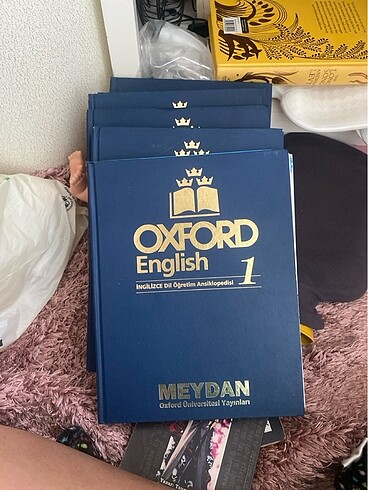 OXFORD
English 1
İNGİLİZCE Dil Öğretim Ansiklopedisi
MEYDAN
Oxford Üniversitesi Yayınları